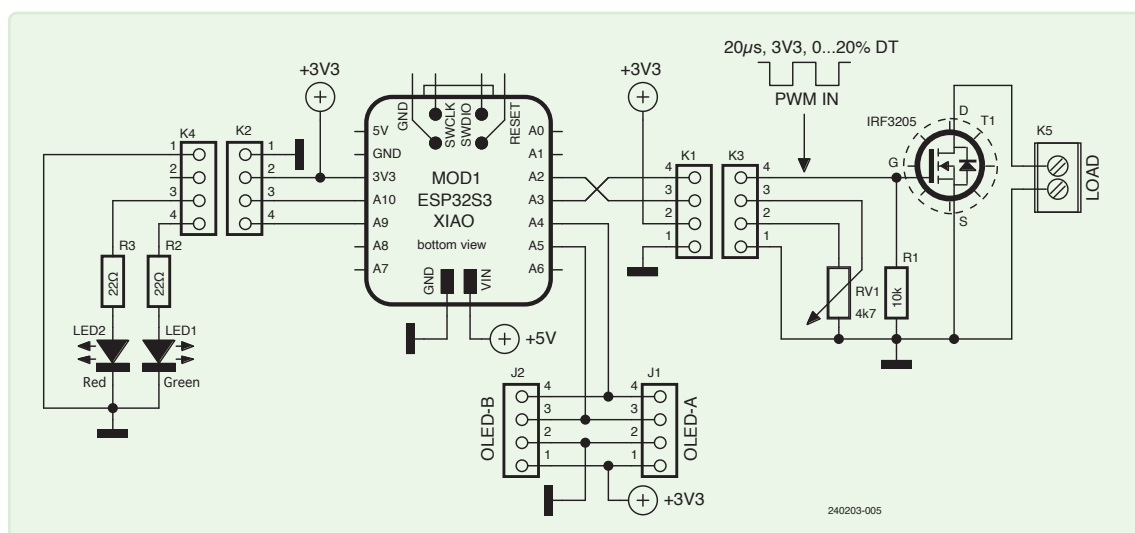 20µs, 3V3, 0...20% DT
PWM IN
+3V3
+3V3
GND
SWCLK
SWDIO
RESET
5V
GND
3V3
A10
A9
A8
A7
A0
A1
A2
A3
A4
A5
A6
MOD1
ESP32S3
XIAO
bottom view
GND
VIN
+5V
K4
1
2
3
4
K2
1
2
3
4
R3
22Ω
R2
22Ω
LED2
LED1
Red
Green
K1
4
3
2
1
K3
4
3
2
1
IRF3205
D
T1
G
S
K5
LOAD
R1
10k
RV1
4k7
J2
4
3
2
1
OLED-B
J1
4
3
2
1
OLED-A
+3V3
240203-005